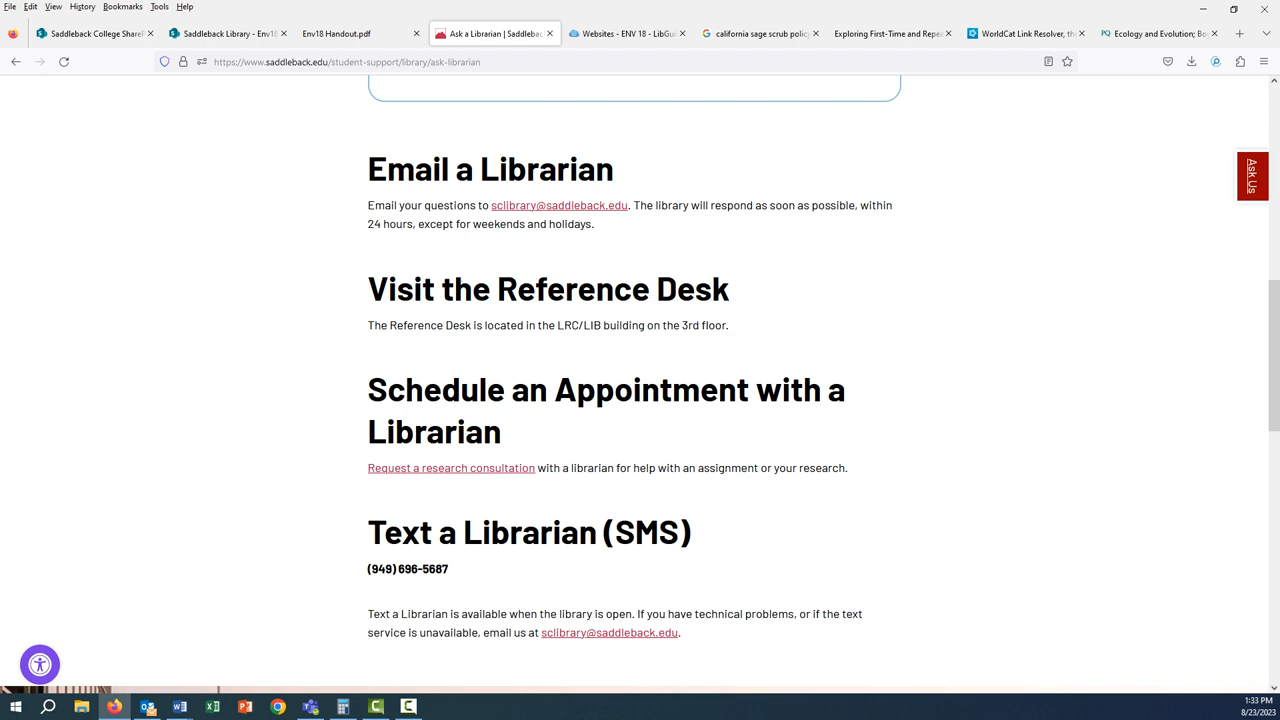 File Edit View History Bookmarks Tools Help
Saddleback College ShareP
Saddleback Library - Env18
Env18 Handout.pdf
Ask a Librarian | Saddleback
Websites - ENV 18 - LibGui
california sage scrub policy
Exploring First-Time and Repea
WorldCat Link Resolver, th
Ecology and Evolution; Bog
https://www.saddleback.edu/student-support/library/ask-librarian
Ask Us
Email a Librarian
Email your questions to sclibrary@saddleback.edu. The library will respond as soon as possible, within
24 hours, except for weekends and holidays.
Visit the Reference Desk
The Reference Desk is located in the LRC/LIB building on the 3rd floor.
Schedule an Appointment with a
Librarian
Request a research consultation with a librarian for help with an assignment or your research.
Text a Librarian (SMS)
(949) 696-5687
Text a Librarian is available when the library is open. If you have technical problems, or if the text
service is unavailable, email us at sclibrary@saddleback.edu.
1:33 PM
8/23/2023